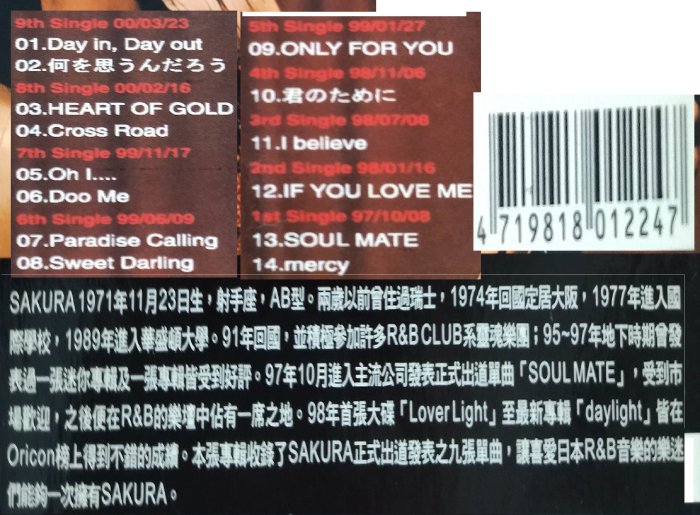 9th Single 00/03/23
01.Day in, Day out
02.何を思うんだろう
8th Single 00/02/16
03.HEART OF GOLD
04.Cross Road
7th Single 99/11/17
05.Oh I....
06.Doo Me
6th Single 99/06/09
07.Paradise Calling
08.Sweet Darling
5th Single 99/01/27
09.ONLY FOR YOU
4th Single 98/11/06
10.君のために
3rd Single 98/07/08
11.I believe
2nd Single 98/01/16
12.IF YOU LOVE ME
1st Single 97/10/08
13.SOUL MATE
14.mercy
4 719818 012247
SAKURA 1971年11月23日生，射手座，AB型。兩歲以前曾住過瑞士，1974年回國定居大阪，1977年進入國
際學校，1989年進入華盛頓大學。91年回國，並積極參加許多R&B CLUB系靈魂樂團；95~97年地下時期曾發
表過一張迷你專輯及一張專輯皆受到好評。97年10月進入主流公司發表正式出道單曲「SOUL MATE」，受到市
場歡迎，之後便在R&B的樂壇中佔有一席之地。98年首張大碟「Lover Light」至最新專輯「daylight」皆在
Oricon榜上得到不錯的成績。本張專輯收錄了SAKURA正式出道發表之九張單曲，讓喜愛日本R&B音樂的樂迷
們能夠一次擁有SAKURA。